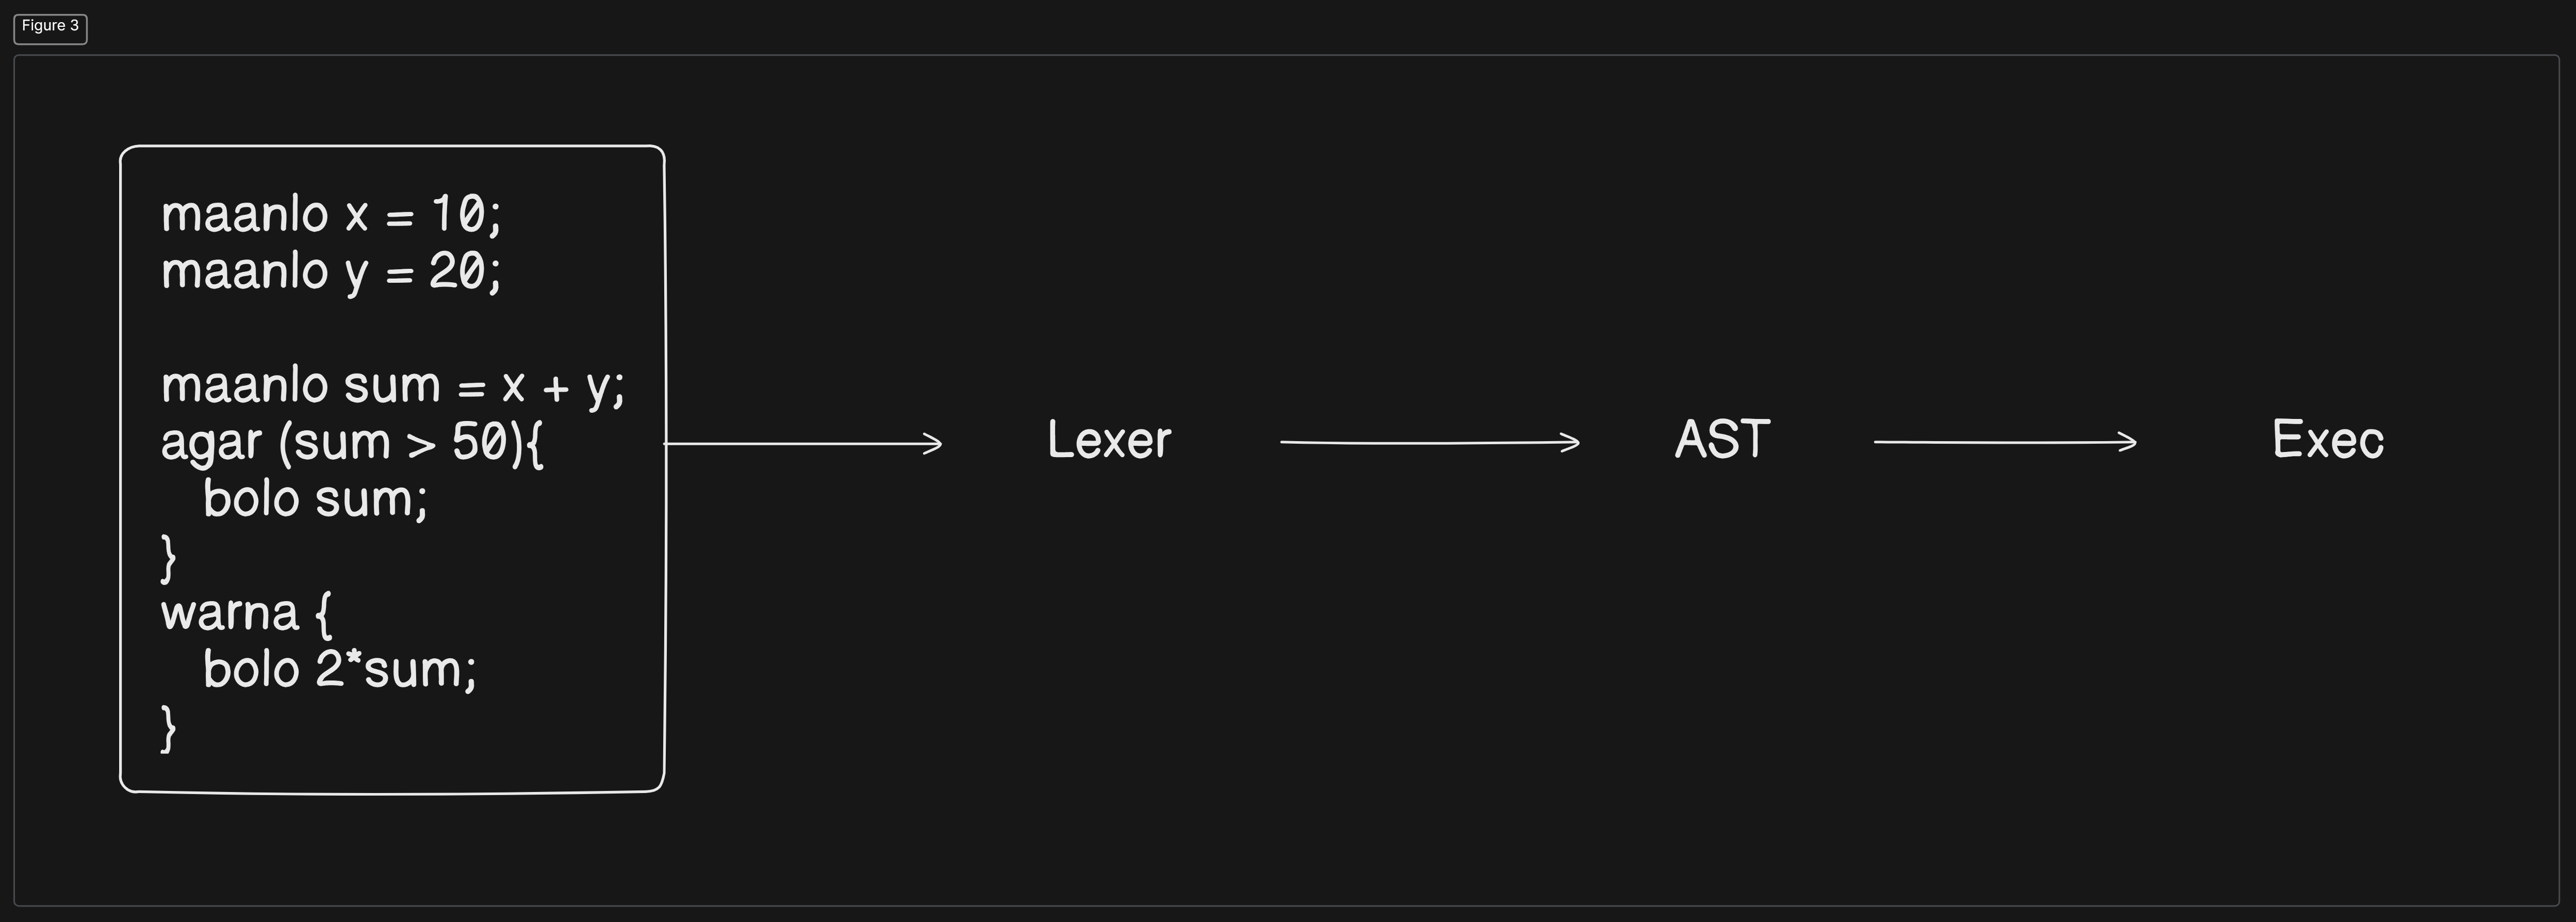 Figure 3
maanlo x = 10;
maanlo y = 20;
maanlo sum = x + y;
agar (sum > 50){
bolo sum;
}
warna {
bolo 2*sum;
}
Lexer
AST
Exec